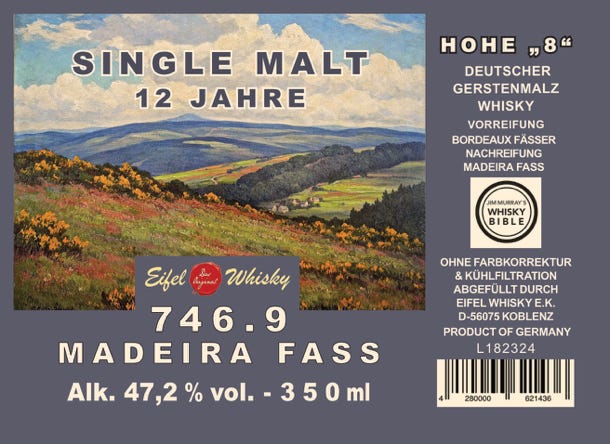 SINGLE MALT
12 JAHRE
Eifel Das Original Whisky
746.9
MADEIRA FASS
Alk. 47,2 % vol. - 350 ml
HOHE „8“
DEUTSCHER
GERSTENMALZ
WHISKY
VORREIFUNG
BORDEAUX FÄSSER
NACHREIFUNG
MADEIRA FASS
JIM MURRAY'S
WHISKY
BIBLE
OHNE FARBKORREKTUR
& KÜHLFILTRATION
ABGEFÜLLT DURCH
EIFEL WHISKY E.K.
D-56075 KOBLENZ
PRODUCT OF GERMANY
L182324
4 280000 621436